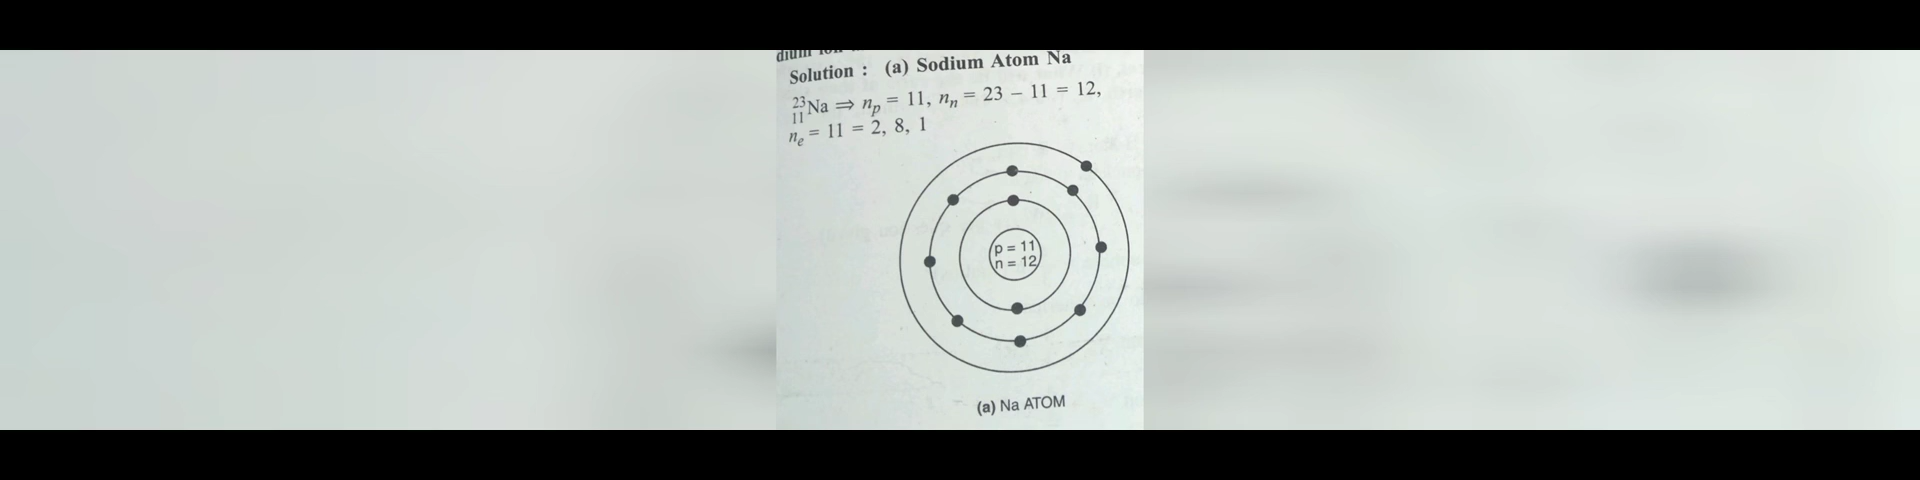 Solution : (a) Sodium Atom Na
²³₁₁Na ⇒ nₚ = 11, nₙ = 23 – 11 = 12,
nₑ = 11 = 2, 8, 1
p = 11
n = 12
(a) Na ATOM